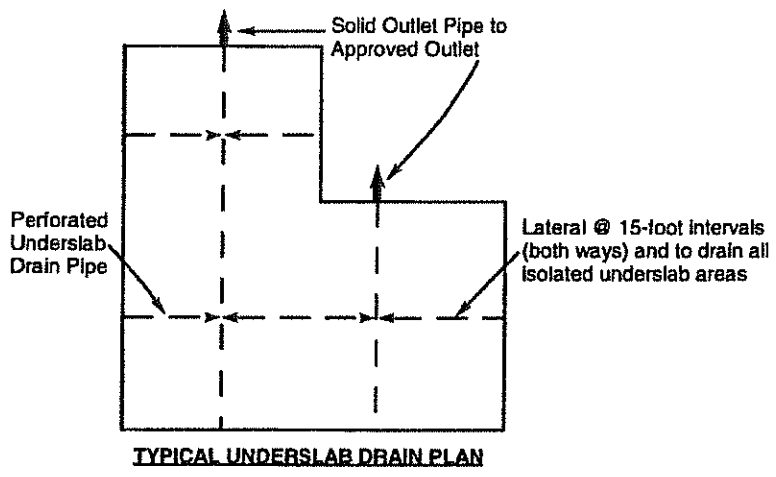 Solid Outlet Pipe to
Approved Outlet
Perforated
Underslab
Drain Pipe
Lateral @ 15-foot intervals
(both ways) and to drain all
isolated underslab areas
TYPICAL UNDERSLAB DRAIN PLAN